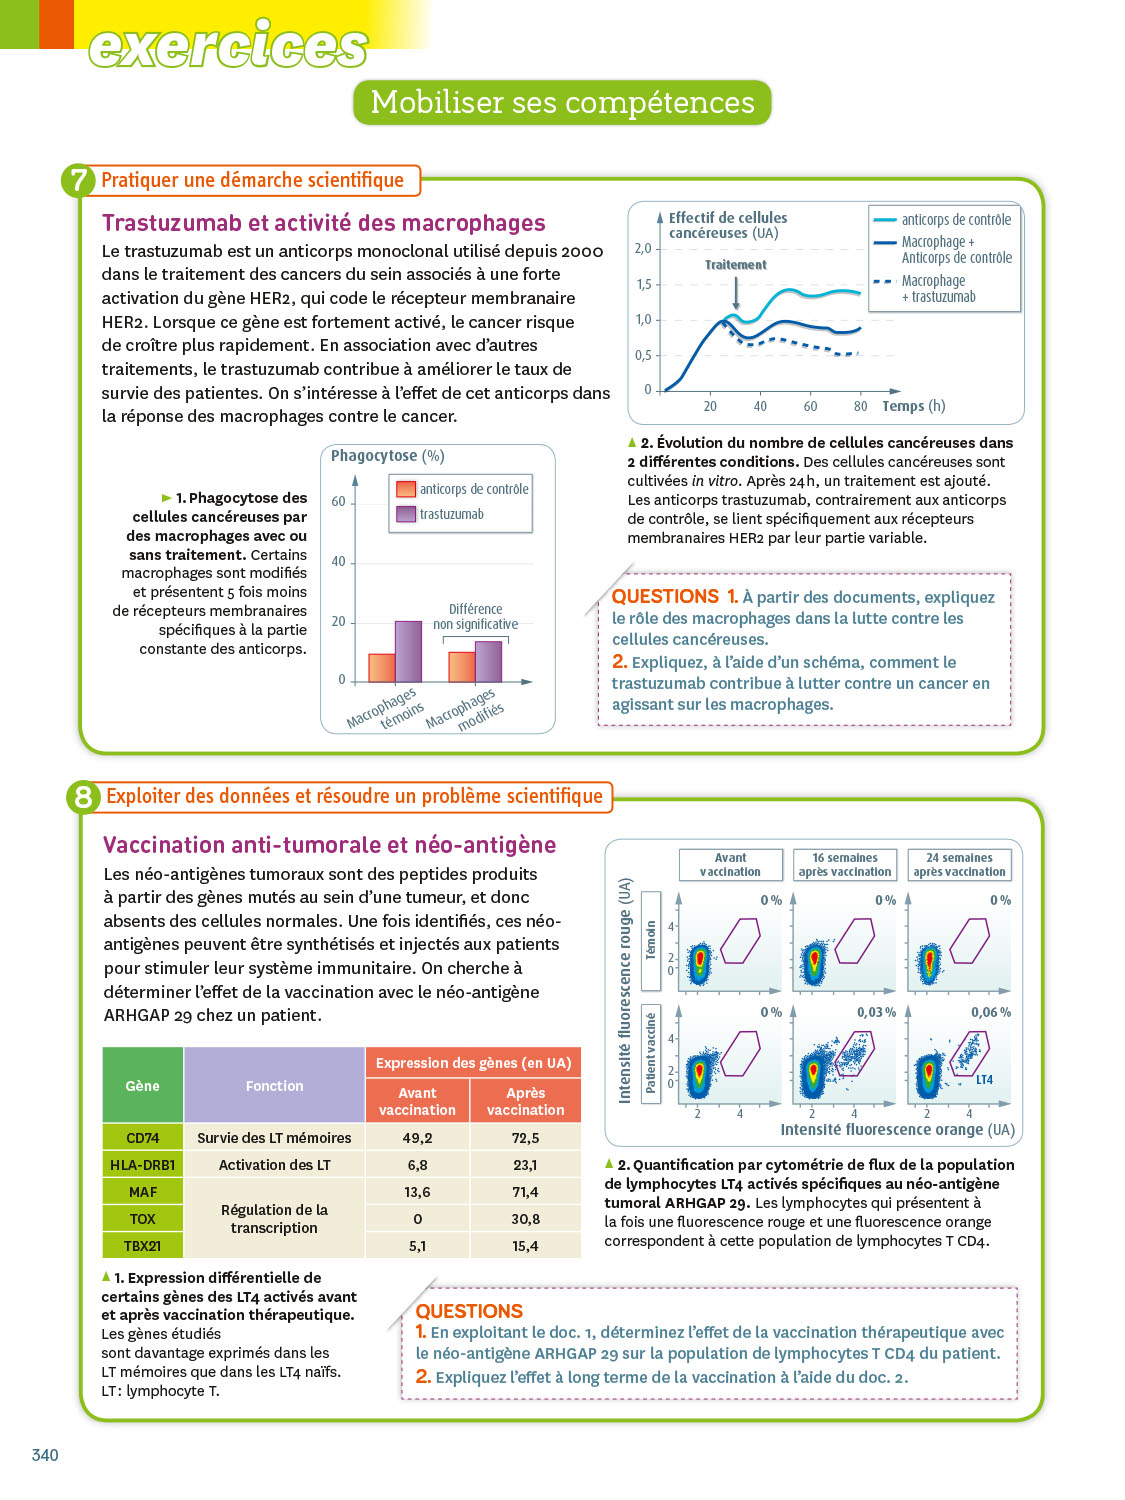 exercices
Mobiliser ses compétences
7 Pratiquer une démarche scientifique
Trastuzumab et activité des macrophages
Le trastuzumab est un anticorps monoclonal utilisé depuis 2000
dans le traitement des cancers du sein associés à une forte
activation du gène HER2, qui code le récepteur membranaire
HER2. Lorsque ce gène est fortement activé, le cancer risque
de croître plus rapidement. En association avec d'autres
traitements, le trastuzumab contribue à améliorer le taux de
survie des patientes. On s'intéresse à l'effet de cet anticorps dans
la réponse des macrophages contre le cancer.
► 1. Phagocytose des
cellules cancéreuses par
des macrophages avec ou
sans traitement. Certains
macrophages sont modifiés
et présentent 5 fois moins
de récepteurs membranaires
spécifiques à la partie
constante des anticorps.
Phagocytose (%)
anticorps de contrôle
trastuzumab
60
40
20
0
Différence
non significative
Macrophages
témoins
Macrophages
modifiés
Effectif de cellules
cancéreuses (UA)
anticorps de contrôle
Macrophage +
Anticorps de contrôle
Macrophage
+ trastuzumab
Traitement
2,0
1,5
1,0
0,5
0
20 40 60 80 Temps (h)
▲ 2. Évolution du nombre de cellules cancéreuses dans
2 différentes conditions. Des cellules cancéreuses sont
cultivées in vitro. Après 24 h, un traitement est ajouté.
Les anticorps trastuzumab, contrairement aux anticorps
de contrôle, se lient spécifiquement aux récepteurs
membranaires HER2 par leur partie variable.
QUESTIONS 1. À partir des documents, expliquez
le rôle des macrophages dans la lutte contre les
cellules cancéreuses.
2. Expliquez, à l'aide d'un schéma, comment le
trastuzumab contribue à lutter contre un cancer en
agissant sur les macrophages.
8 Exploiter des données et résoudre un problème scientifique
Vaccination anti-tumorale et néo-antigène
Les néo-antigènes tumoraux sont des peptides produits
à partir des gènes mutés au sein d'une tumeur, et donc
absents des cellules normales. Une fois identifiés, ces néo-
antigènes peuvent être synthétisés et injectés aux patients
pour stimuler leur système immunitaire. On cherche à
déterminer l'effet de la vaccination avec le néo-antigène
ARHGAP 29 chez un patient.
Gène Fonction Expression des gènes (en UA)
Avant
vaccination
Après
vaccination
CD74 Survie des LT mémoires 49,2 72,5
HLA-DRB1 Activation des LT 6,8 23,1
MAF Régulation de la
transcription 13,6 71,4
TOX 0 30,8
TBX21 5,1 15,4
▲ 1. Expression différentielle de
certains gènes des LT4 activés avant
et après vaccination thérapeutique.
Les gènes étudiés
sont davantage exprimés dans les
LT mémoires que dans les LT4 naïfs.
LT : lymphocyte T.
Intensité fluorescence rouge (UA)
Avant
vaccination
16 semaines
après vaccination
24 semaines
après vaccination
Témoin
4
2
0
0 % 0 % 0 %
Patient vacciné
4
2
0
0 % 0,03 % 0,06 %
LT4
2 4 2 4 2 4
Intensité fluorescence orange (UA)
▲ 2. Quantification par cytométrie de flux de la population
de lymphocytes LT4 activés spécifiques au néo-antigène
tumoral ARHGAP 29. Les lymphocytes qui présentent à
la fois une fluorescence rouge et une fluorescence orange
correspondent à cette population de lymphocytes T CD4.
QUESTIONS
1. En exploitant le doc. 1, déterminez l'effet de la vaccination thérapeutique avec
le néo-antigène ARHGAP 29 sur la population de lymphocytes T CD4 du patient.
2. Expliquez l'effet à long terme de la vaccination à l'aide du doc. 2.
340